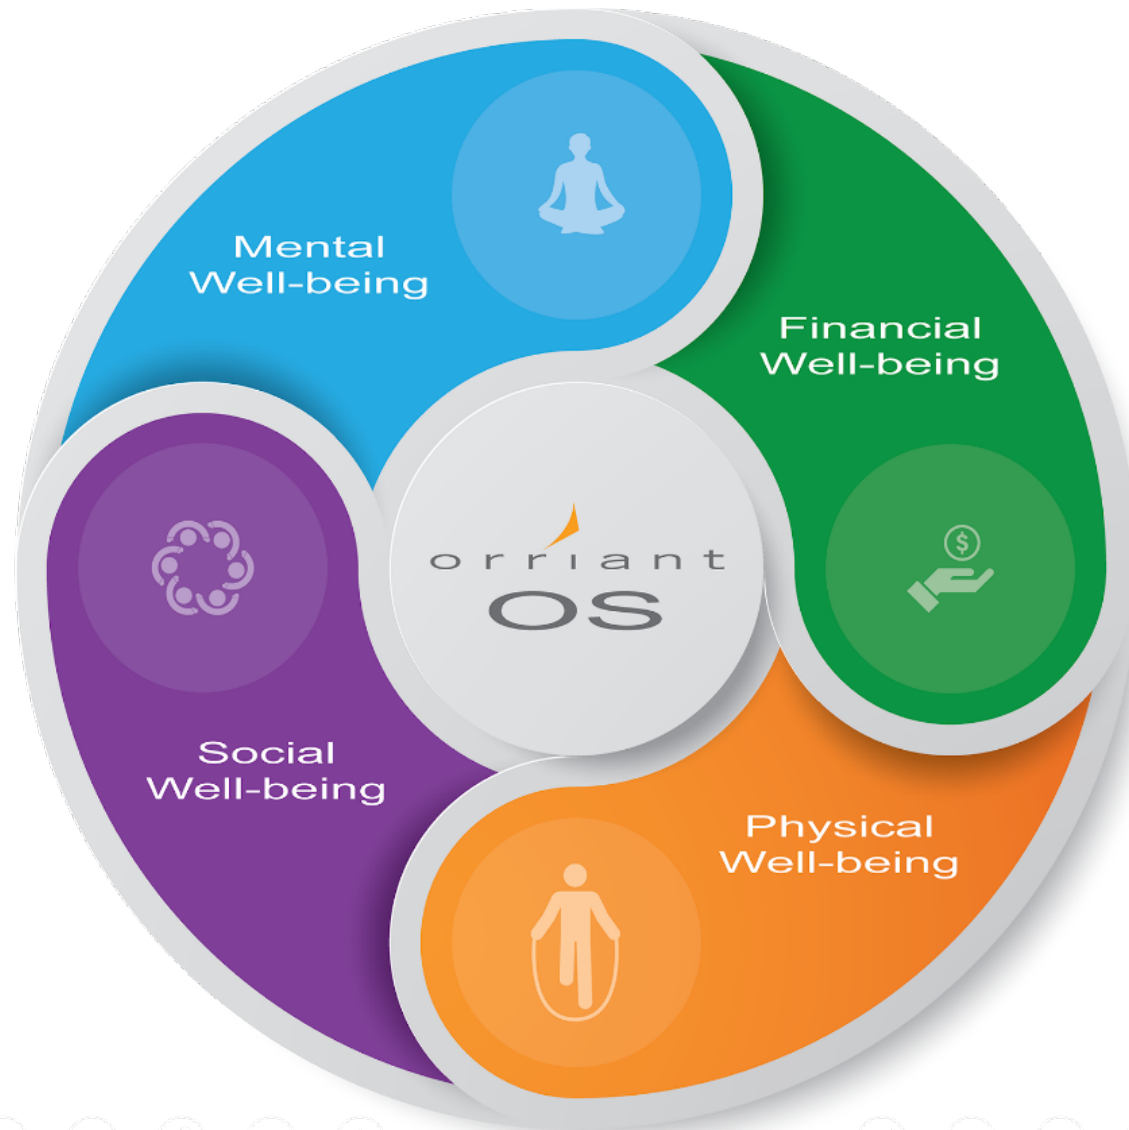 Mental
Well-being
Financial
Well-being
$
orriant
OS
Social
Well-being
Physical
Well-being